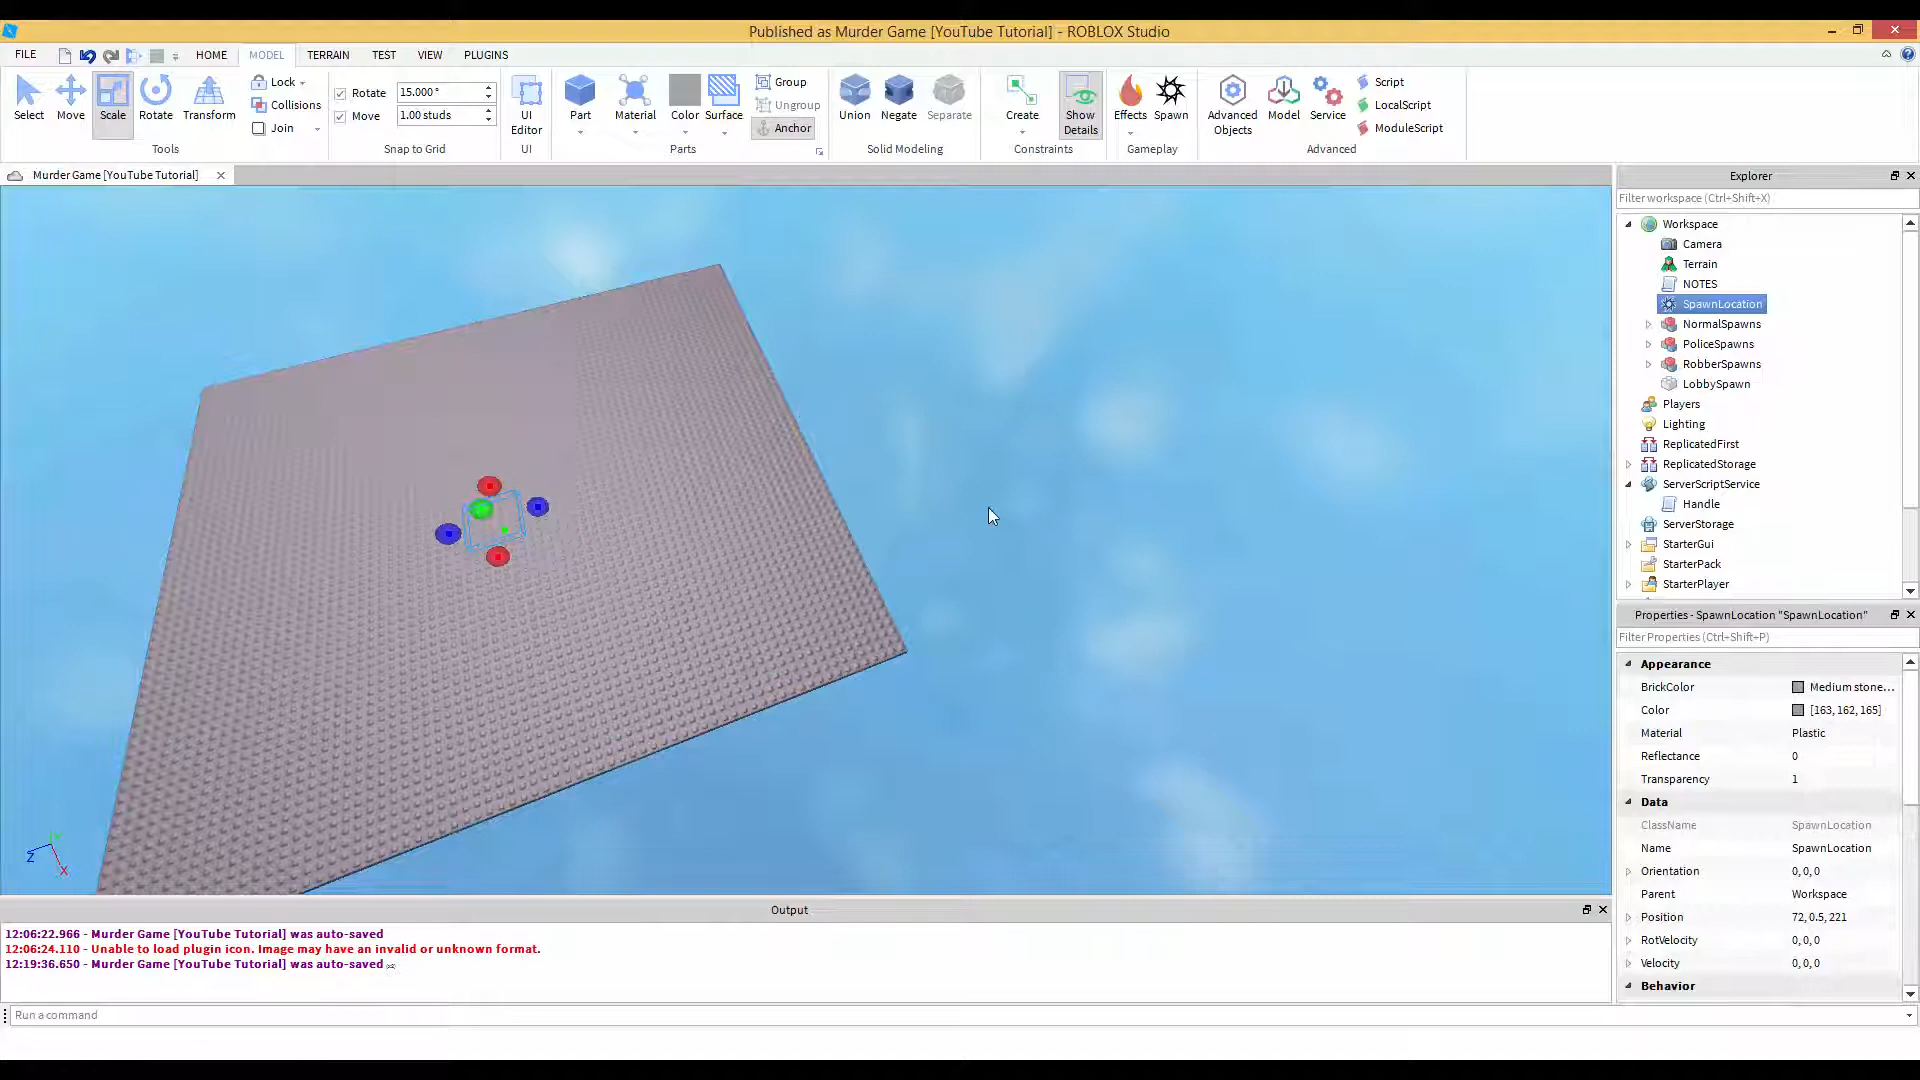 Published as Murder Game [YouTube Tutorial] - ROBLOX Studio
FILE HOME MODEL TERRAIN TEST VIEW PLUGINS
Select Move Scale Rotate Transform
Lock
Collisions
Join
Tools
Rotate 15.000°
Move 1.00 studs
Snap to Grid
UI Editor
UI
Part Material Color Surface
Group
Ungroup
Anchor
Parts
Union Negate Separate
Solid Modeling
Create Show Details
Constraints
Effects Spawn
Gameplay
Advanced Objects Model Service
Script
LocalScript
ModuleScript
Advanced
Murder Game [YouTube Tutorial]
Z
Y
X
Explorer
Filter workspace (Ctrl+Shift+X)
Workspace
Camera
Terrain
NOTES
SpawnLocation
NormalSpawns
PoliceSpawns
RobberSpawns
LobbySpawn
Players
Lighting
ReplicatedFirst
ReplicatedStorage
ServerScriptService
Handle
ServerStorage
StarterGui
StarterPack
StarterPlayer
Properties - SpawnLocation "SpawnLocation"
Filter Properties (Ctrl+Shift+P)
Appearance
BrickColor Medium stone...
Color [163, 162, 165]
Material Plastic
Reflectance 0
Transparency 1
Data
ClassName SpawnLocation
Name SpawnLocation
Orientation 0, 0, 0
Parent Workspace
Position 72, 0.5, 221
RotVelocity 0, 0, 0
Velocity 0, 0, 0
Behavior
Output
12:06:22.966 - Murder Game [YouTube Tutorial] was auto-saved
12:06:24.110 - Unable to load plugin icon. Image may have an invalid or unknown format.
12:19:36.650 - Murder Game [YouTube Tutorial] was auto-saved (x2)
Run a command